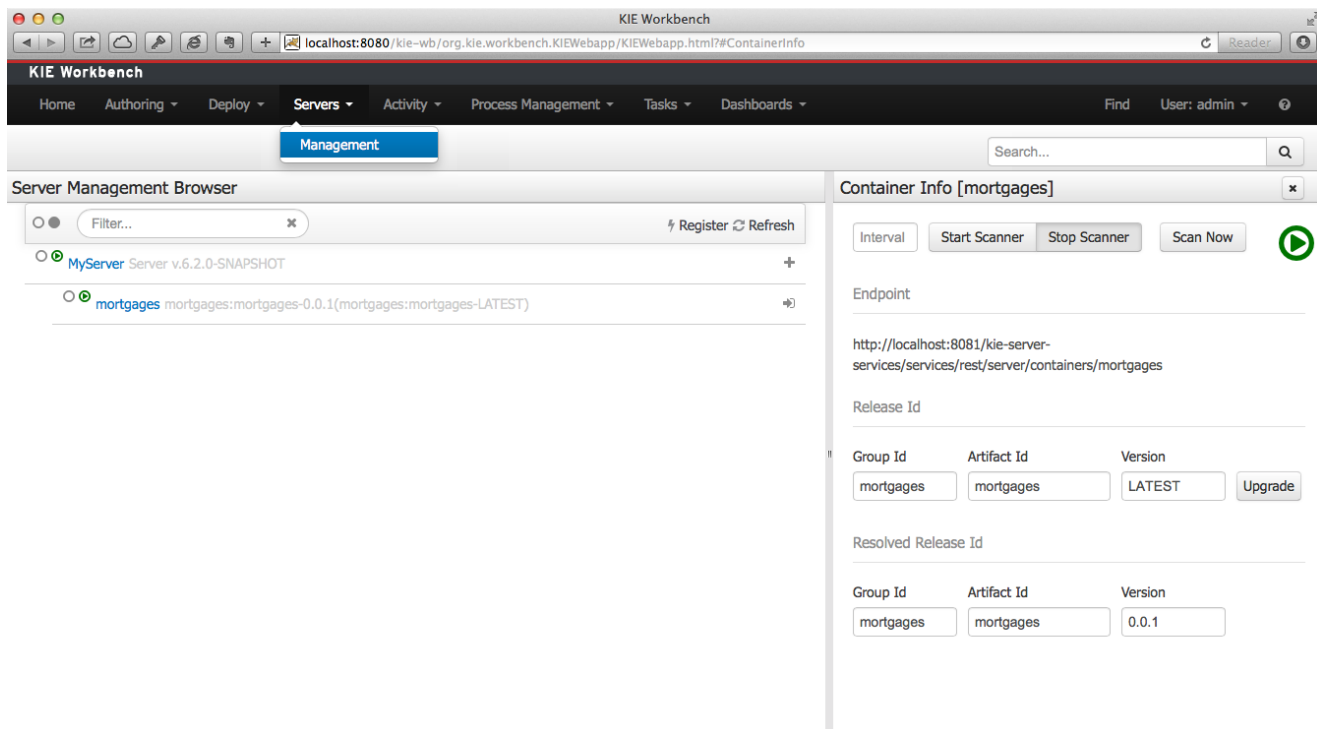 KIE Workbench
localhost:8080/kie-wb/org.kie.workbench.KIEWebapp/KIEWebapp.html?#ContainerInfo Reader
KIE Workbench
Home Authoring Deploy Servers Activity Process Management Tasks Dashboards Find User: admin
Management
Search...
Server Management Browser
Filter... Register Refresh
MyServer Server v.6.2.0-SNAPSHOT
mortgages mortgages:mortgages-0.0.1(mortgages:mortgages-LATEST)
Container Info [mortgages]
Interval Start Scanner Stop Scanner Scan Now
Endpoint
http://localhost:8081/kie-server-
services/services/rest/server/containers/mortgages
Release Id
Group Id Artifact Id Version
mortgages mortgages LATEST Upgrade
Resolved Release Id
Group Id Artifact Id Version
mortgages mortgages 0.0.1